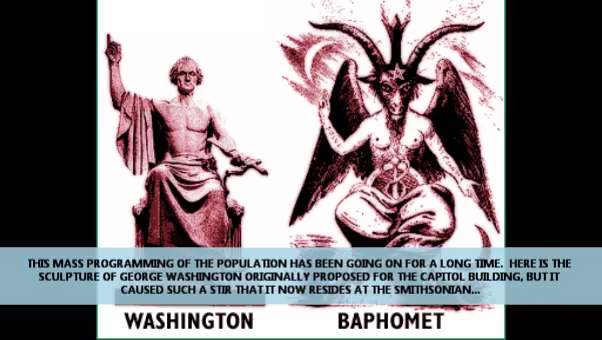 THIS MASS PROGRAMMING OF THE POPULATION HAS BEEN GOING ON FOR A LONG TIME. HERE IS THE
SCULPTURE OF GEORGE WASHINGTON ORIGINALLY PROPOSED FOR THE CAPITOL BUILDING, BUT IT
CAUSED SUCH A STIR THAT IT NOW RESIDES AT THE SMITHSONIAN...
WASHINGTON BAPHOMET